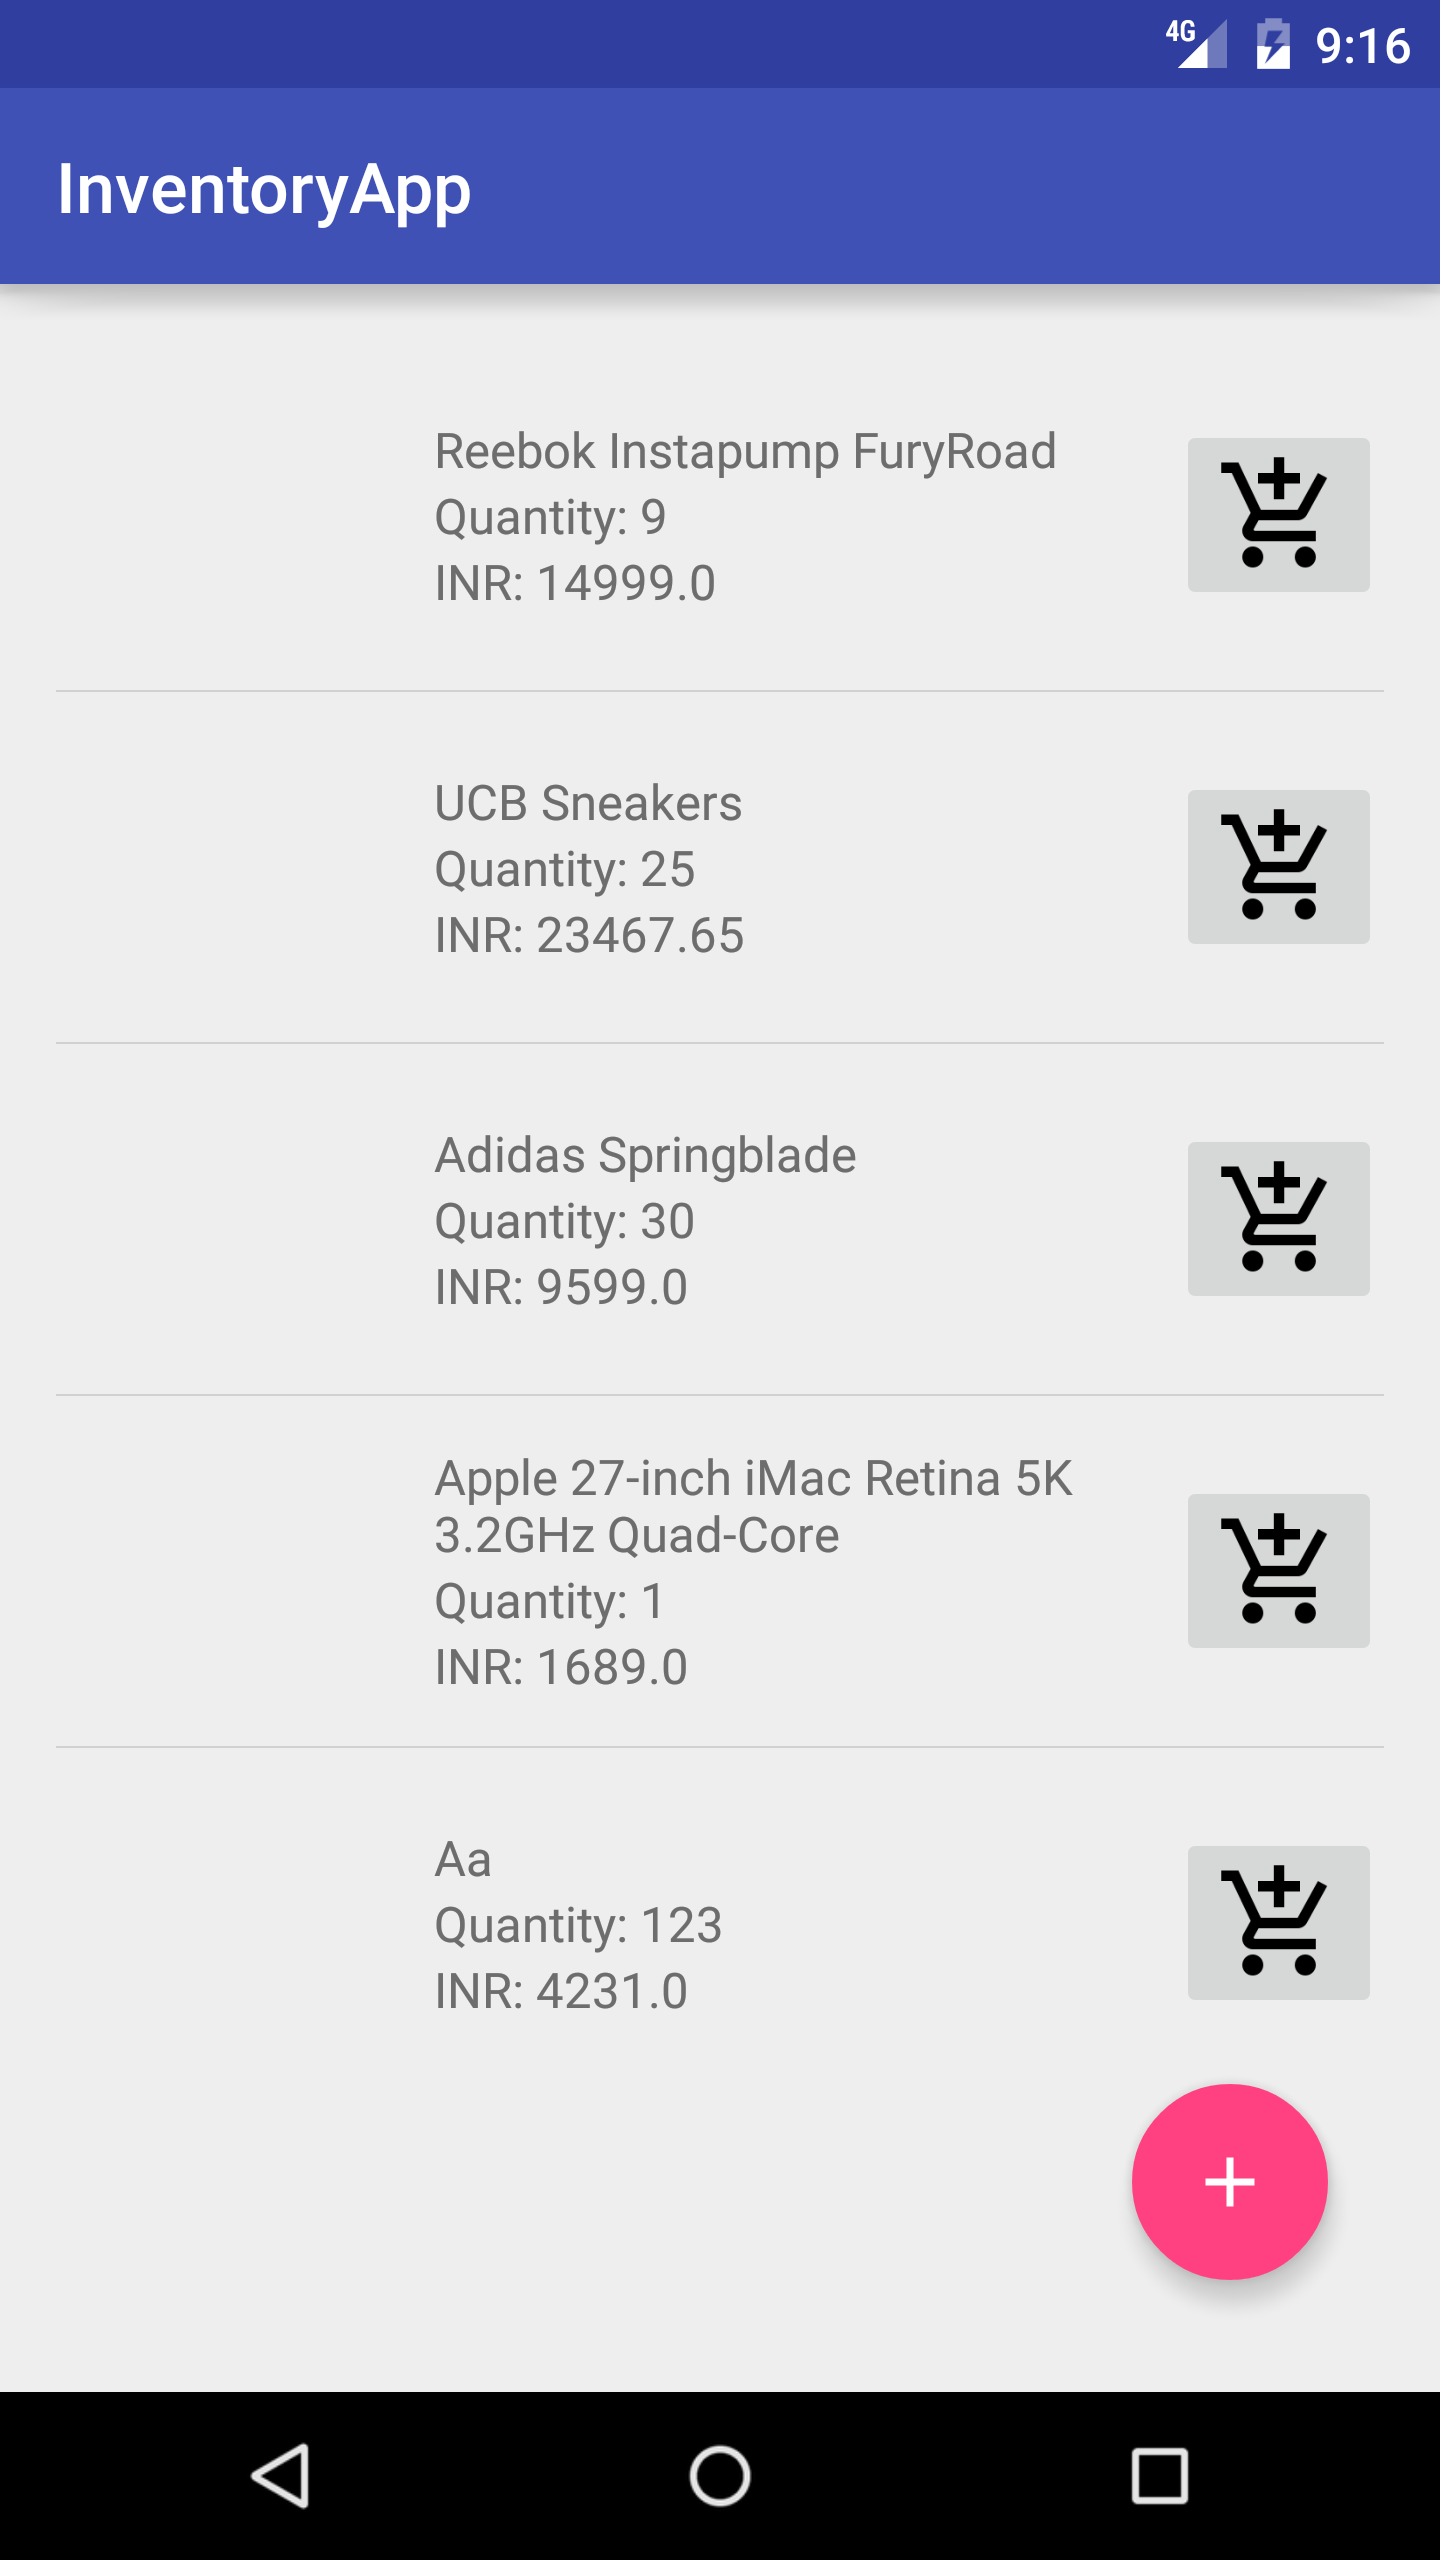 4G 9:16
InventoryApp
Reebok Instapump FuryRoad
Quantity: 9
INR: 14999.0
UCB Sneakers
Quantity: 25
INR: 23467.65
Adidas Springblade
Quantity: 30
INR: 9599.0
Apple 27-inch iMac Retina 5K
3.2GHz Quad-Core
Quantity: 1
INR: 1689.0
Aa
Quantity: 123
INR: 4231.0